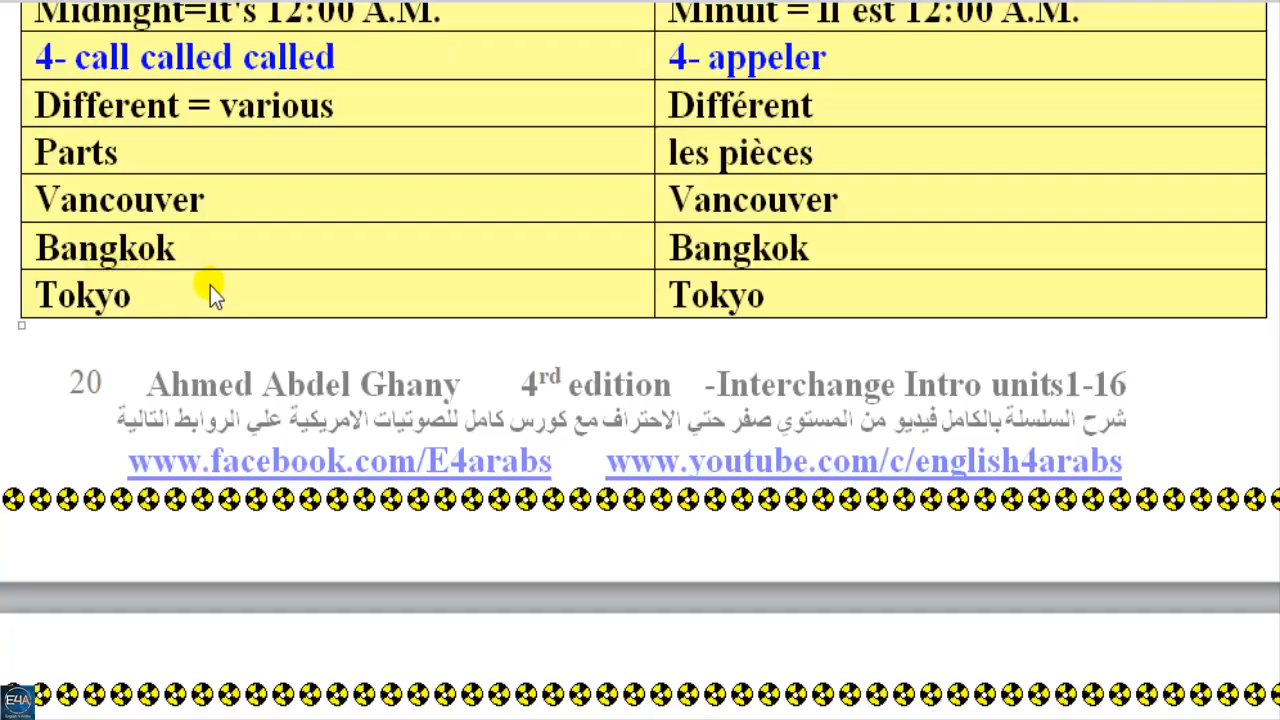 Midnight=It's 12:00 A.M. Minuit = Il est 12:00 A.M.
4- call called called 4- appeler
Different = various Différent
Parts les pièces
Vancouver Vancouver
Bangkok Bangkok
Tokyo Tokyo
20 Ahmed Abdel Ghany 4rd edition -Interchange Intro units1-16
شرح السلسلة بالكامل فيديو من المستوي صفر حتي الاحتراف مع كورس كامل للصوتيات الامريكية علي الروابط التالية
www.facebook.com/E4arabs www.youtube.com/c/english4arabs
E4A